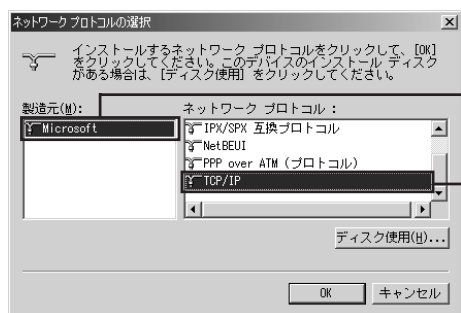 ネットワーク プロトコルの選択
インストールするネットワーク プロトコルをクリックして、[OK]
をクリックしてください。このデバイスのインストール ディスク
がある場合は、[ディスク使用] をクリックしてください。
製造元(M):
ネットワーク プロトコル :
Microsoft
IPX/SPX 互換プロトコル
NetBEUI
PPP over ATM (プロトコル)
TCP/IP
ディスク使用(H)...
OK
キャンセル